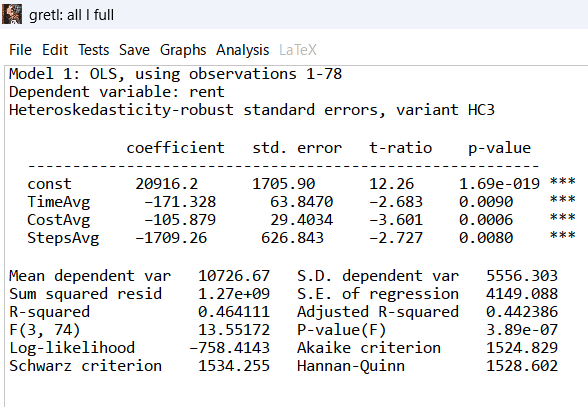 gretl: all l full
File Edit Tests Save Graphs Analysis LaTeX
Model 1: OLS, using observations 1-78
Dependent variable: rent
Heteroskedasticity-robust standard errors, variant HC3
coefficient std. error t-ratio p-value
-------------------------------------------------------
const 20916.2 1705.90 12.26 1.69e-019 ***
TimeAvg −171.328 63.8470 −2.683 0.0090 ***
CostAvg −105.879 29.4034 −3.601 0.0006 ***
StepsAvg −1709.26 626.843 −2.727 0.0080 ***
Mean dependent var 10726.67 S.D. dependent var 5556.303
Sum squared resid 1.27e+09 S.E. of regression 4149.088
R-squared 0.464111 Adjusted R-squared 0.442386
F(3, 74) 13.55172 P-value(F) 3.89e-07
Log-likelihood −758.4143 Akaike criterion 1524.829
Schwarz criterion 1534.255 Hannan-Quinn 1528.602